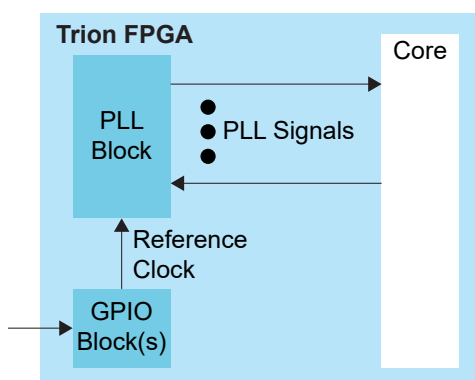 Trion FPGA
Core
PLL
Block
PLL Signals
Reference
Clock
GPIO
Block(s)